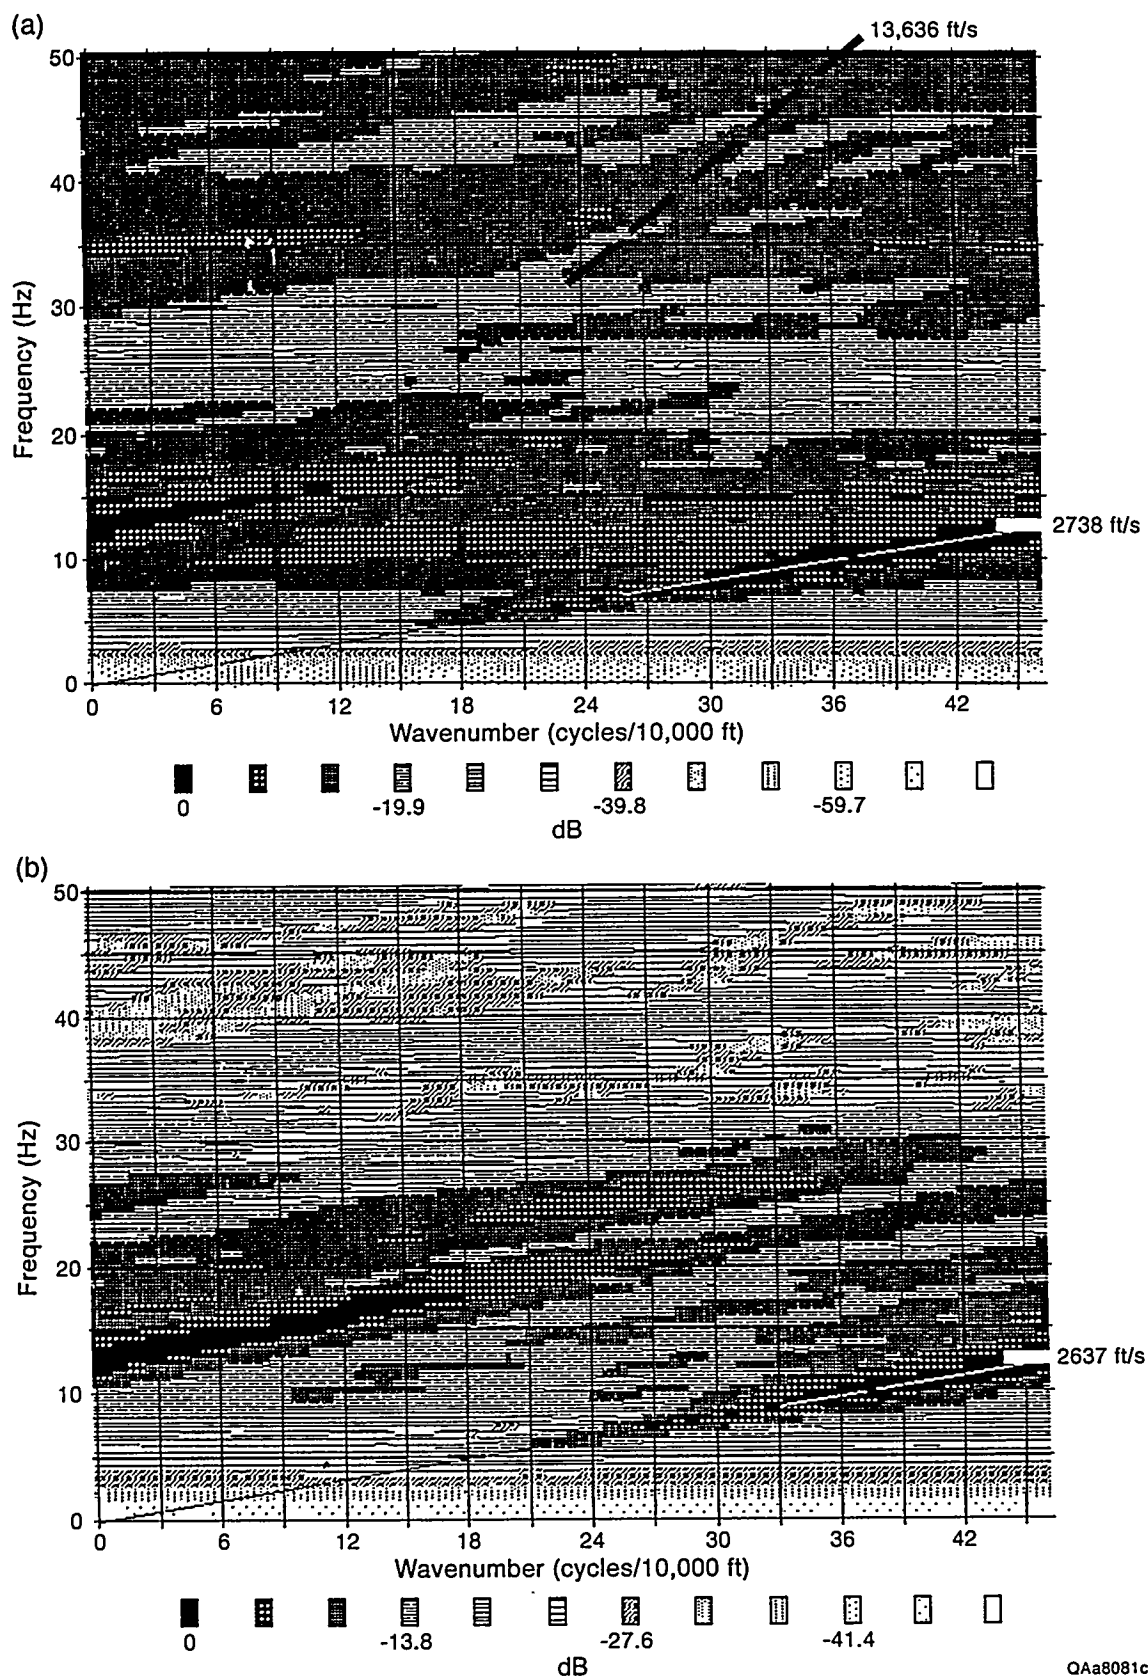 (a)
13,636 ft/s
50
40
30
20
10
0
Frequency (Hz)
2738 ft/s
0 6 12 18 24 30 36 42
Wavenumber (cycles/10,000 ft)
0 -19.9 -39.8 -59.7
dB
(b)
50
40
30
20
10
0
Frequency (Hz)
2637 ft/s
0 6 12 18 24 30 36 42
Wavenumber (cycles/10,000 ft)
0 -13.8 -27.6 -41.4
dB
QAa8081c